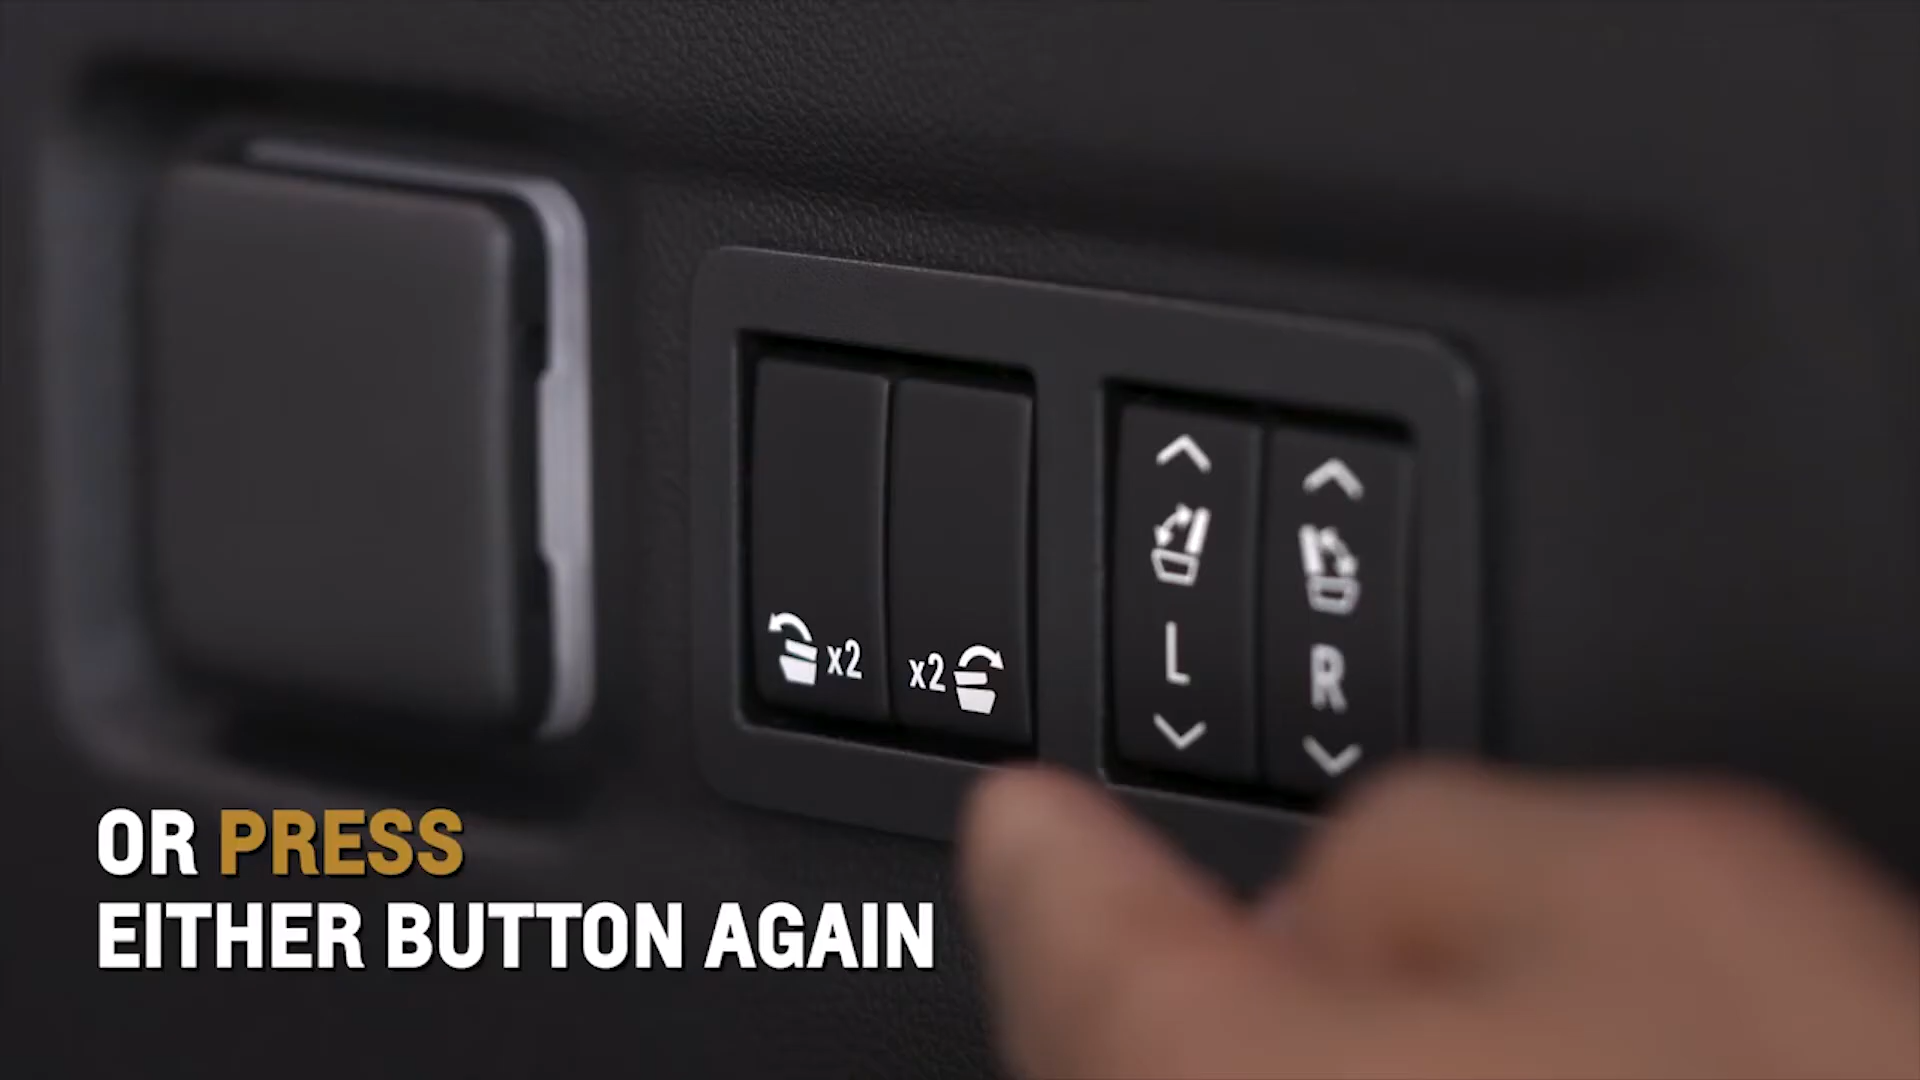 x2
x2
L
R
OR PRESS
EITHER BUTTON AGAIN